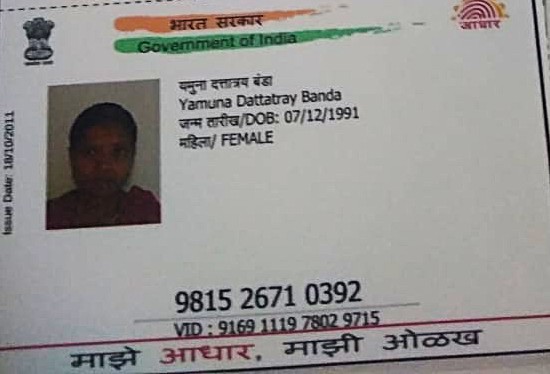 भारत सरकार
Government of India
आधार
यमुना दत्तात्रय बंडा
Yamuna Dattatray Banda
जन्म तारीख/DOB: 07/12/1991
महिला/ FEMALE
Issue Date: 18/10/2011
9815 2671 0392
VID : 9169 1119 7802 9715
माझे आधार, माझी ओळख